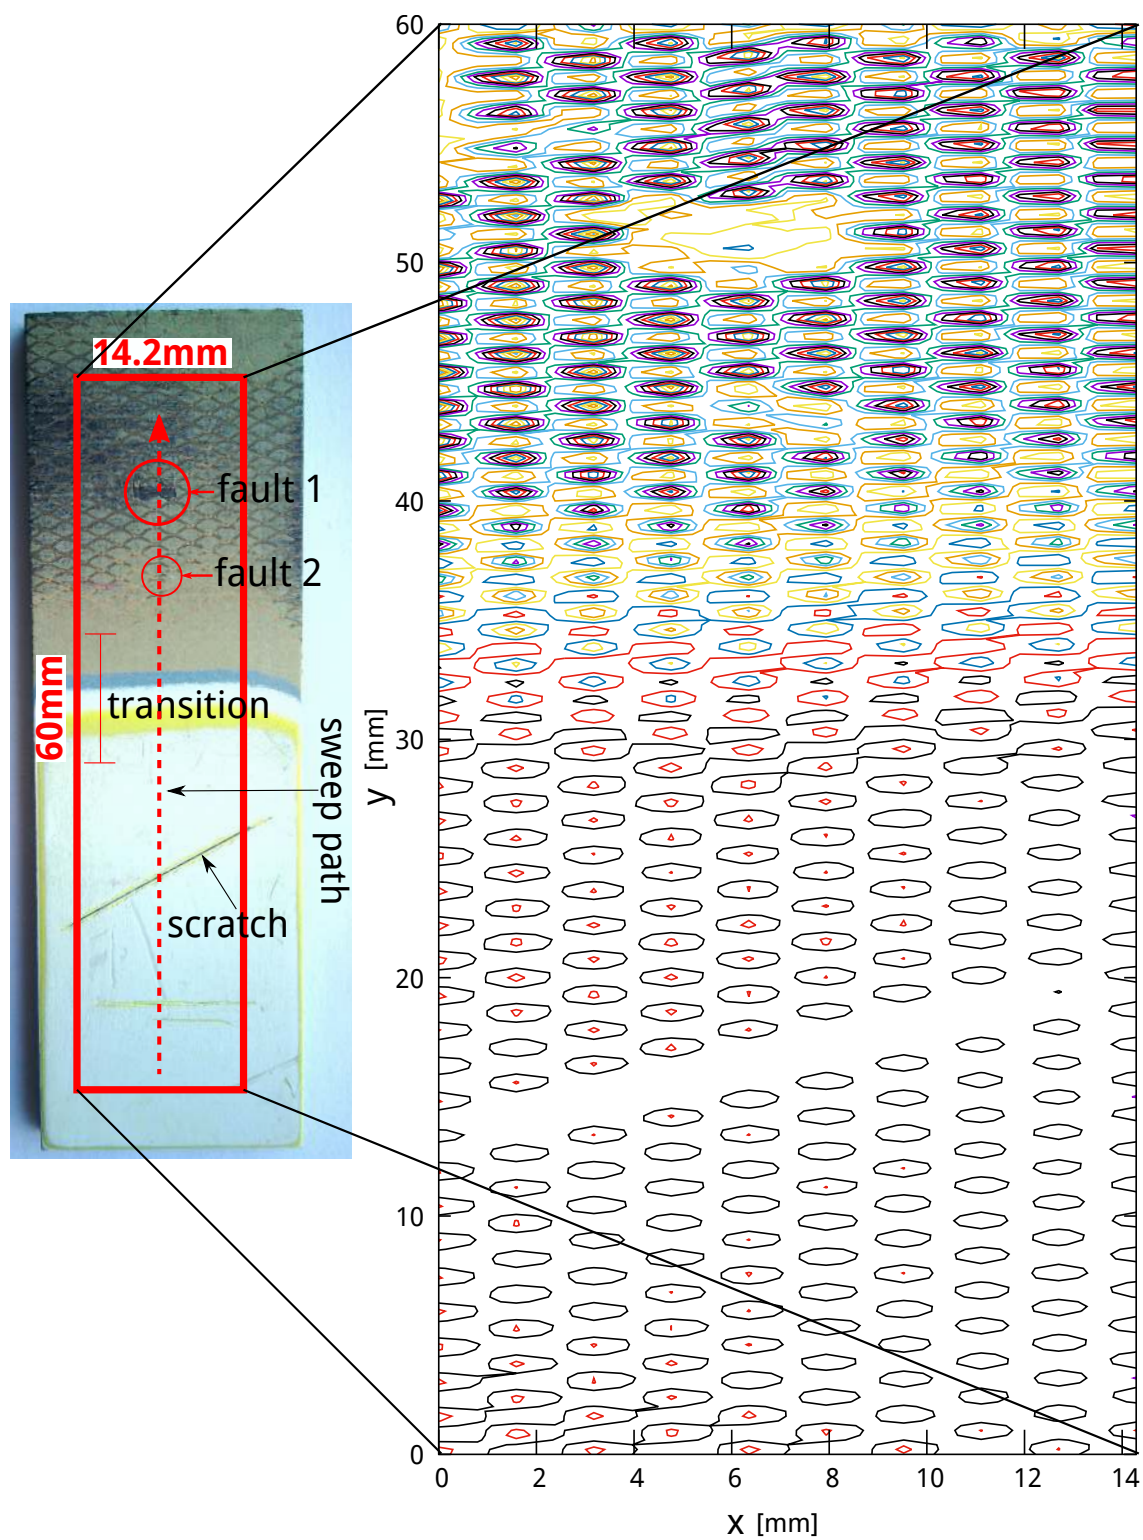 60
50
40
30
20
10
0
0 2 4 6 8 10 12 14
x [mm]
y [mm]
14.2mm
fault 1
fault 2
60mm
transition
sweep path
scratch